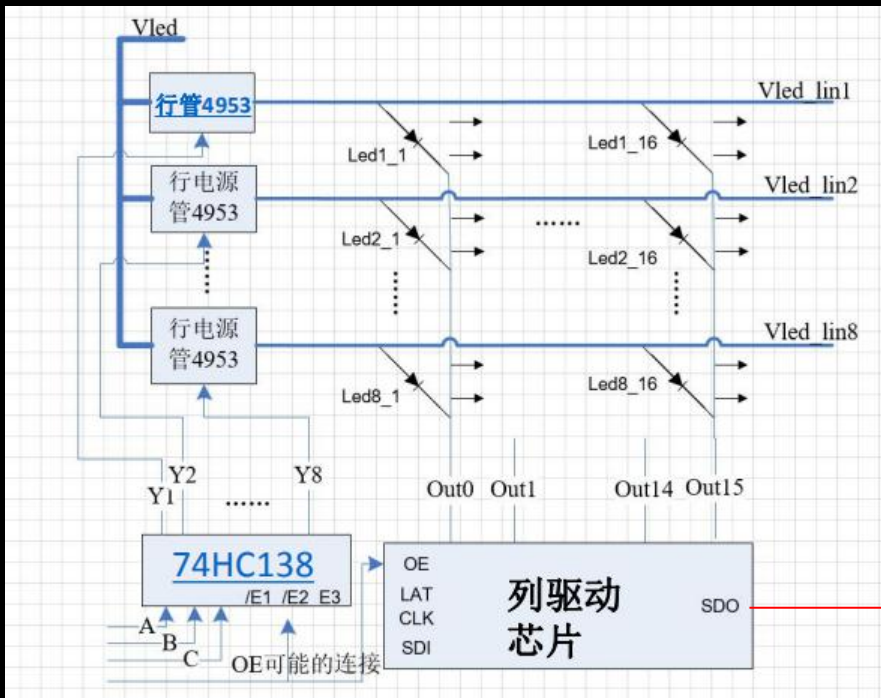 Vled
行管4953
Vled_lin1
Led1_1
Led1_16
行电源
管4953
Vled_lin2
Led2_1
......
Led2_16
行电源
管4953
Vled_lin8
Led8_1
Led8_16
Y1
Y2
Y8
......
Out0
Out1
Out14
Out15
74HC138
/E1 /E2 E3
A
B
C
OE可能的连接
OE
LAT
CLK
SDI
列驱动
芯片
SDO